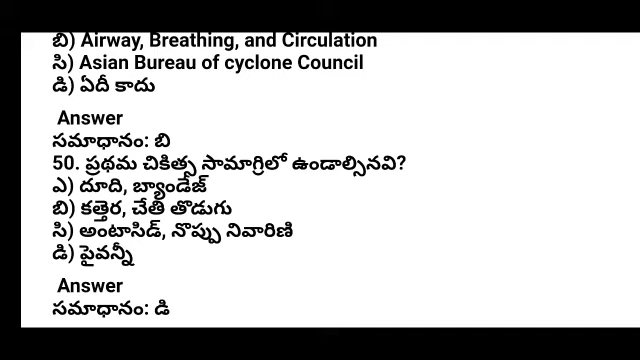 బి) Airway, Breathing, and Circulation
సి) Asian Bureau of cyclone Council
డి) ఏదీ కాదు
Answer
సమాధానం: బి
50. ప్రథమ చికిత్స సామాగ్రిలో ఉండాల్సినవి?
ఎ) దూది, బ్యాండేజ్
బి) కత్తెర, చేతి తొడుగు
సి) అంటాసిడ్, నొప్పు నివారిణి
డి) పైవన్నీ
Answer
సమాధానం: డి